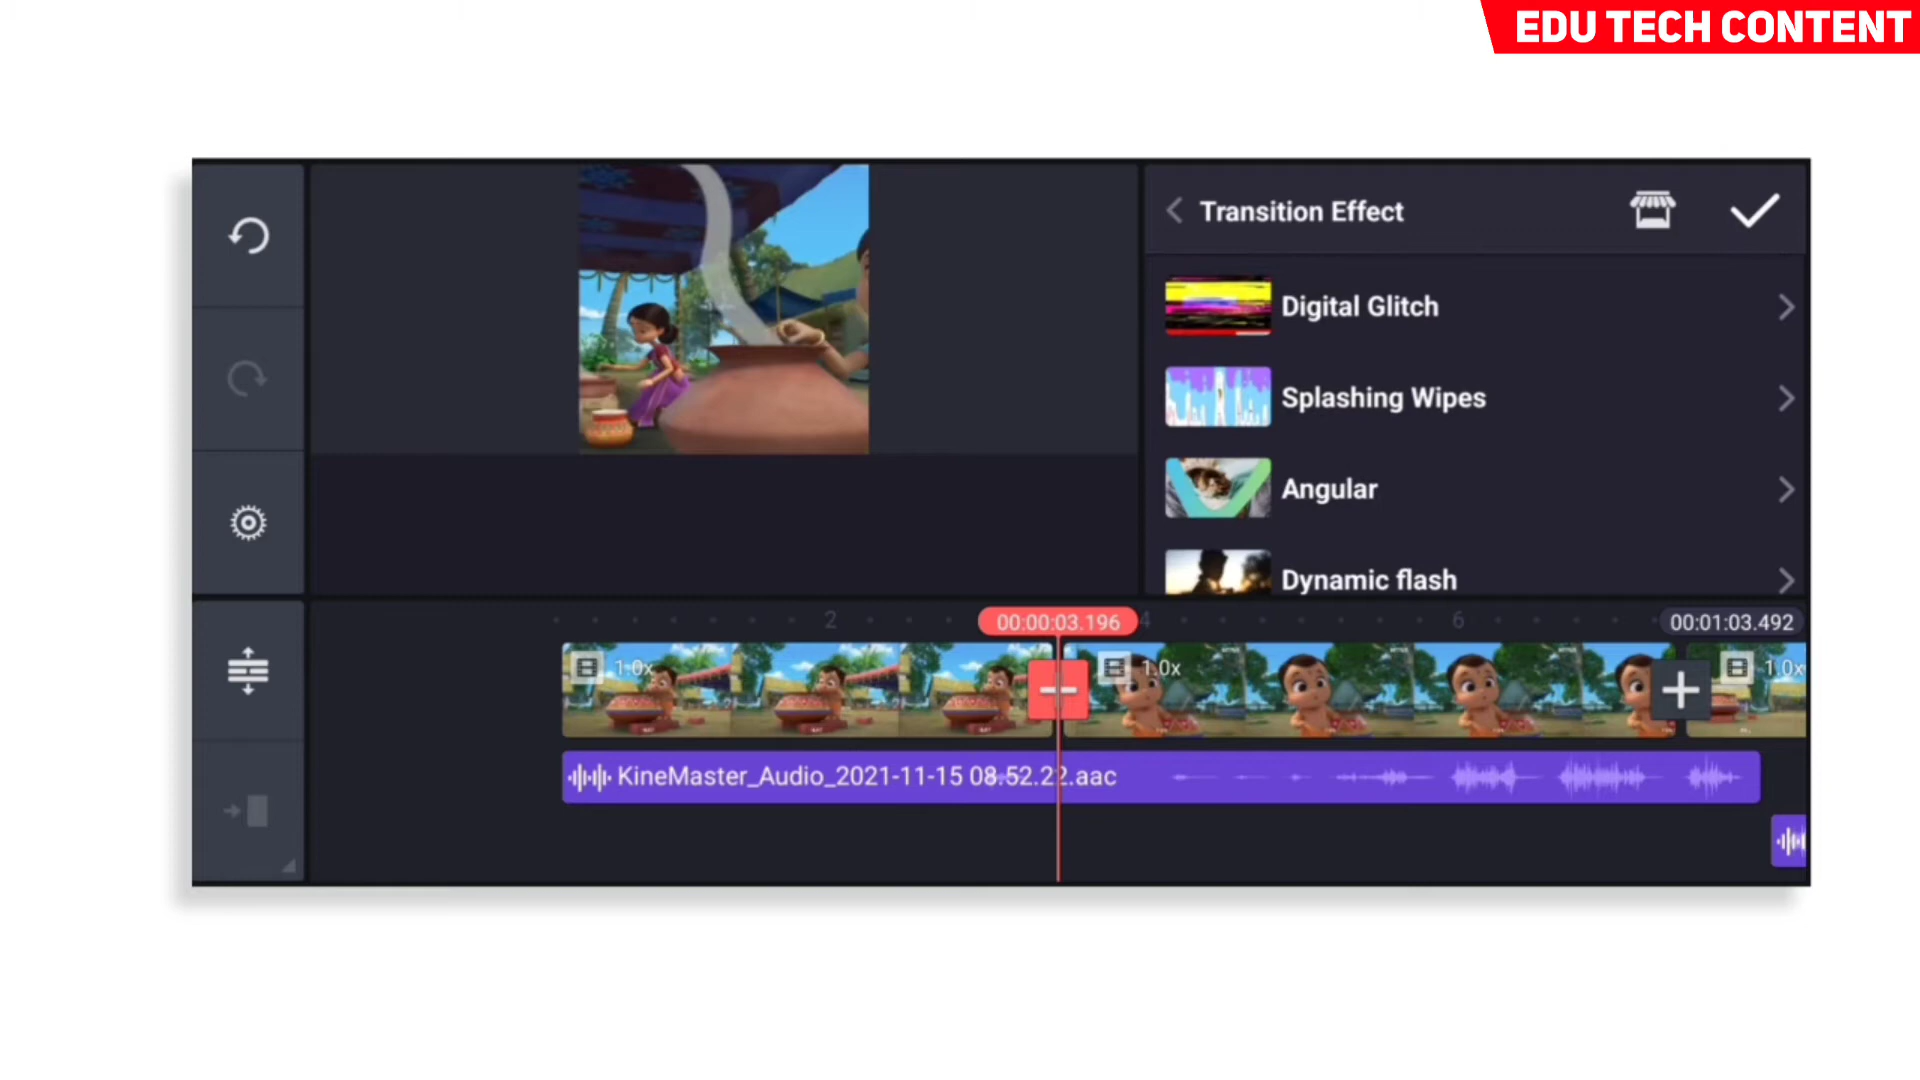 EDU TECH CONTENT
Transition Effect
Digital Glitch
Splashing Wipes
Angular
Dynamic flash
2
00:00:03.196
4
6
00:01:03.492
1.0x
1.0x
1.0x
KineMaster_Audio_2021-11-15 08.52.22.aac